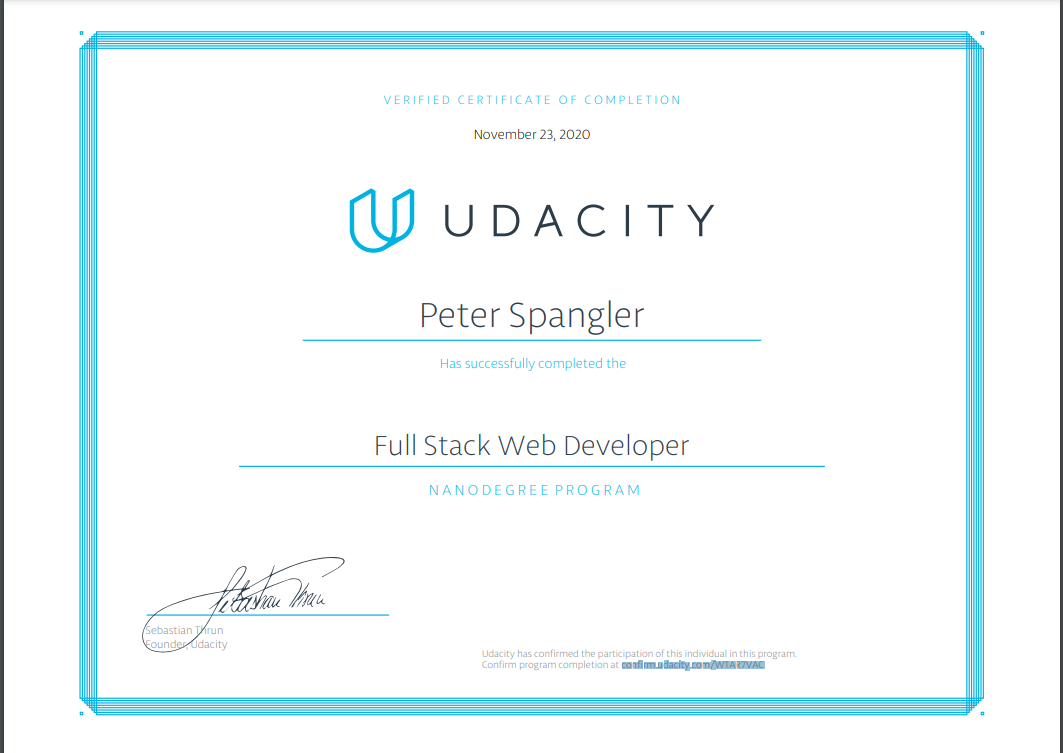 VERIFIED CERTIFICATE OF COMPLETION
November 23, 2020
UDACITY
Peter Spangler
Has successfully completed the
Full Stack Web Developer
NANODEGREE PROGRAM
Sebastian Thrun
Sebastian Thrun
Founder, Udacity
Udacity has confirmed the participation of this individual in this program.
Confirm program completion at confirm.udacity.com/